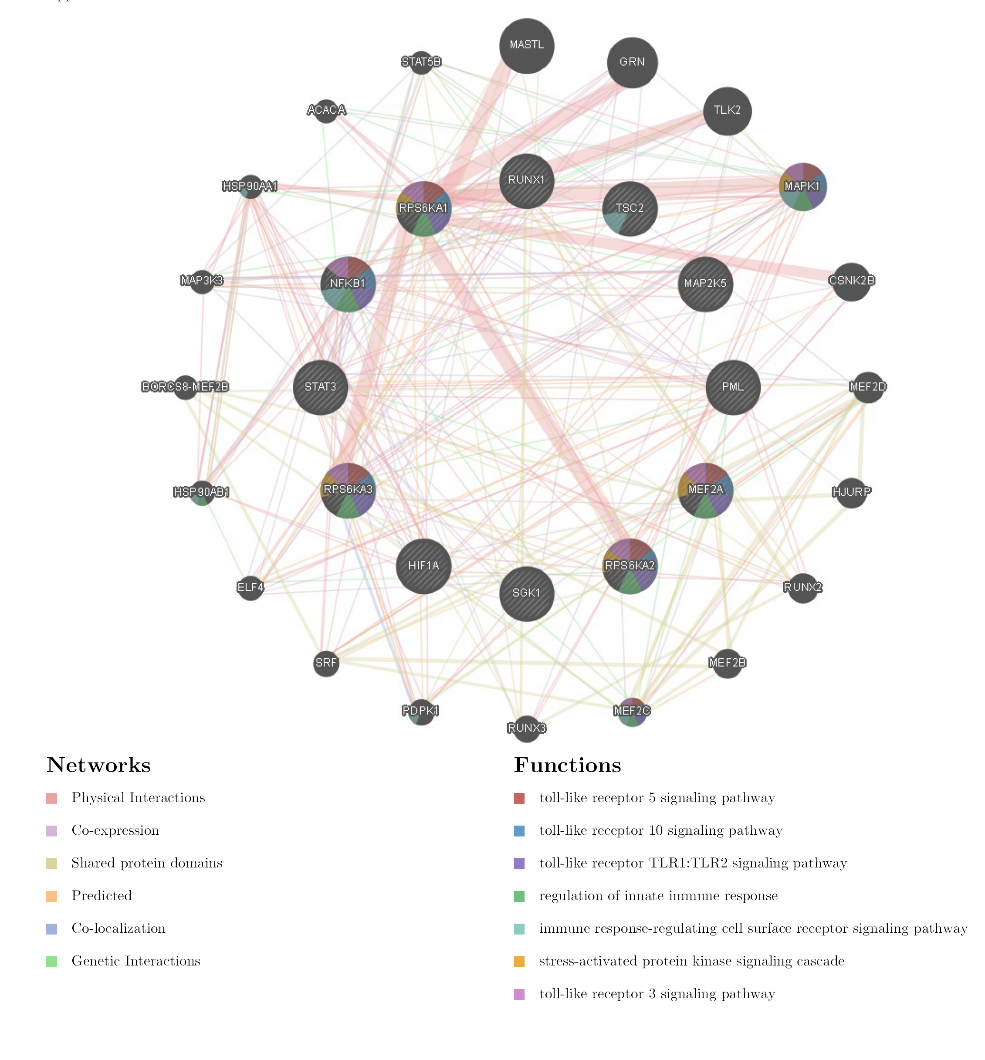 MASTL
STAT5B
GRN
ACACA
TLK2
HSP90AA1
RUNX1
RPS6KA1
TSC2
MAPK1
MAP3K3
NFKB1
MAP2K5
CSNK2B
BORCS8-MEF2B
STAT3
PML
MEF2D
HSP90AB1
RPS6KA3
MEF2A
HJURP
HIF1A
RPS6KA2
ELF4
SGK1
RUNX2
SRF
MEF2B
PDPK1
RUNX3
MEF2C
Networks
Physical Interactions
Co-expression
Shared protein domains
Predicted
Co-localization
Genetic Interactions
Functions
toll-like receptor 5 signaling pathway
toll-like receptor 10 signaling pathway
toll-like receptor TLR1:TLR2 signaling pathway
regulation of innate immune response
immune response-regulating cell surface receptor signaling pathway
stress-activated protein kinase signaling cascade
toll-like receptor 3 signaling pathway